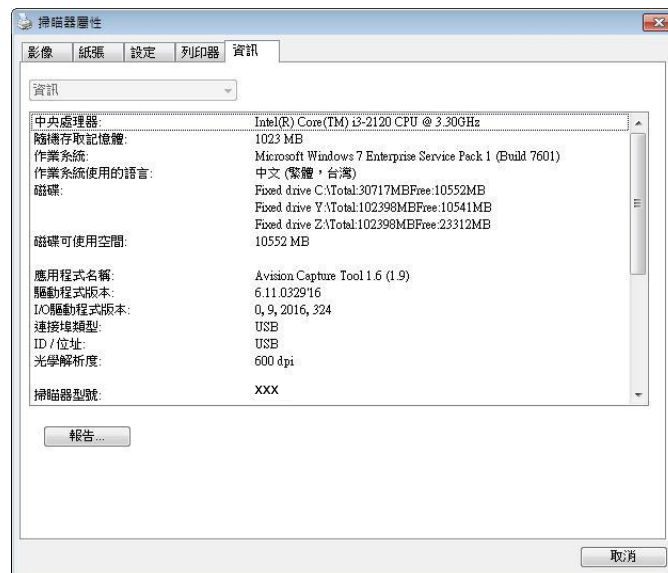 掃瞄器屬性
影像 紙張 設定 列印器 資訊
資訊
中央處理器: Intel(R) Core(TM) i3-2120 CPU @ 3.30GHz
隨機存取記憶體: 1023 MB
作業系統: Microsoft Windows 7 Enterprise Service Pack 1 (Build 7601)
作業系統使用的語言: 中文 (繁體，台灣)
磁碟: Fixed drive C:\Total:30717MBFree:10552MB
Fixed drive Y:\Total:102398MBFree:10541MB
Fixed drive Z:\Total:102398MBFree:23312MB
磁碟可使用空間: 10552 MB
應用程式名稱: Avision Capture Tool 1.6 (1.9)
驅動程式版本: 6.11.0329'16
I/O驅動程式版本: 0, 9, 2016, 324
連接埠類型: USB
ID / 位址: USB
光學解析度: 600 dpi
掃瞄器型號: XXX
報告...
取消